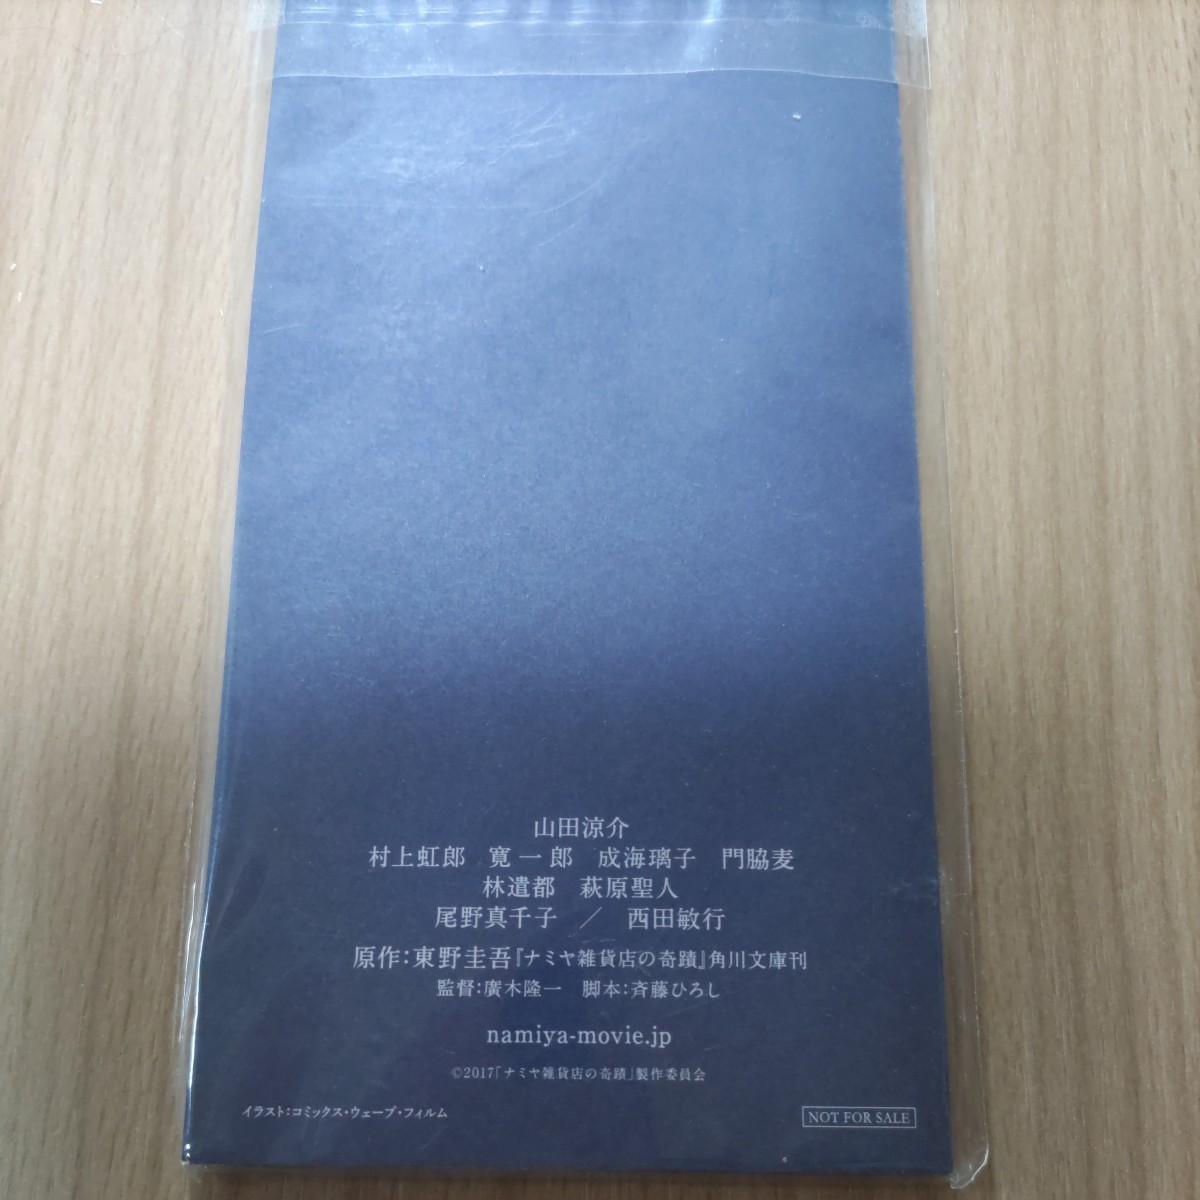 山田涼介
村上虹郎 寛一郎 成海璃子 門脇麦
林遣都 萩原聖人
尾野真千子 / 西田敏行
原作:東野圭吾『ナミヤ雑貨店の奇蹟』角川文庫刊
監督:廣木隆一 脚本:斉藤ひろし
namiya-movie.jp
©2017「ナミヤ雑貨店の奇蹟」製作委員会
イラスト:コミックス・ウェーブ・フィルム
NOT FOR SALE